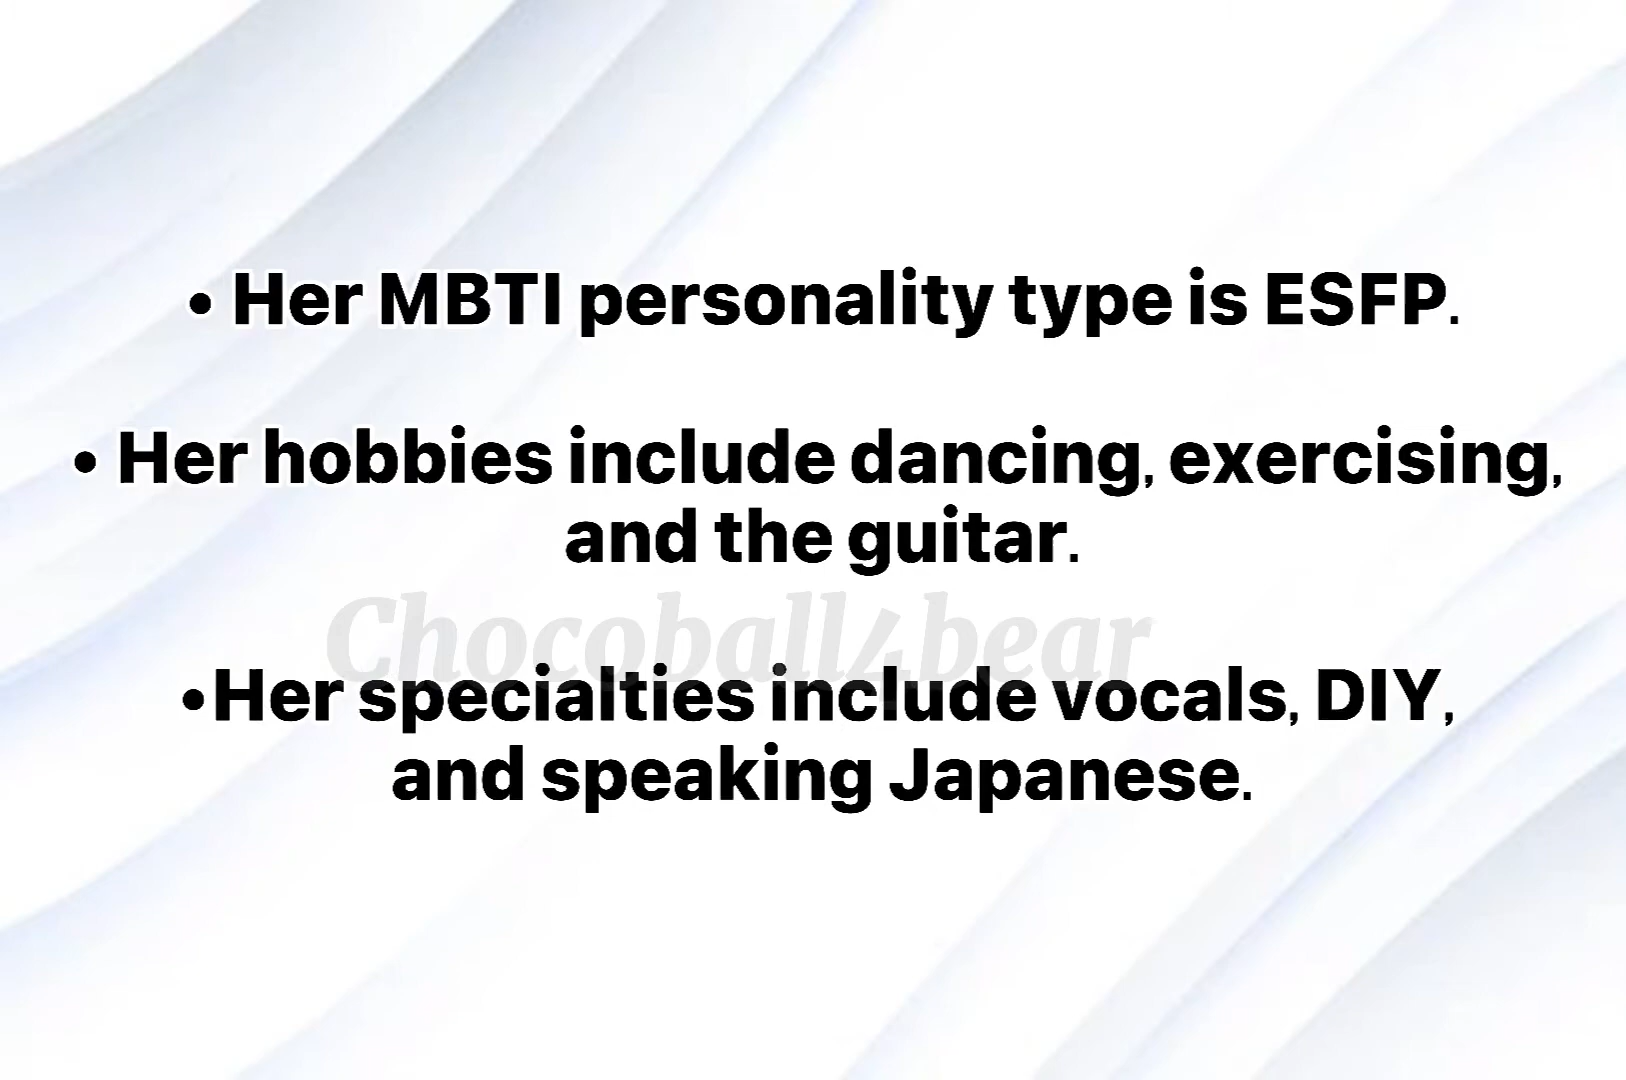 • Her MBTI personality type is ESFP.
• Her hobbies include dancing, exercising,
and the guitar.
Chocoball4bear
•Her specialties include vocals, DIY,
and speaking Japanese.